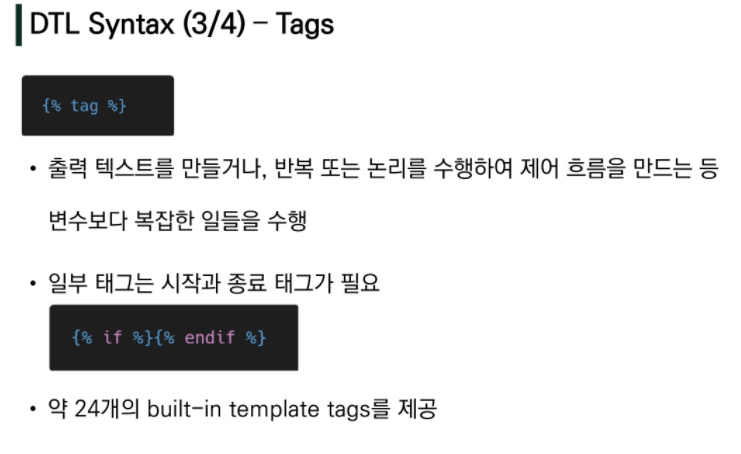 DTL Syntax (3/4) – Tags
{% tag %}
• 출력 텍스트를 만들거나, 반복 또는 논리를 수행하여 제어 흐름을 만드는 등
변수보다 복잡한 일들을 수행
• 일부 태그는 시작과 종료 태그가 필요
{% if %}{% endif %}
• 약 24개의 built-in template tags를 제공